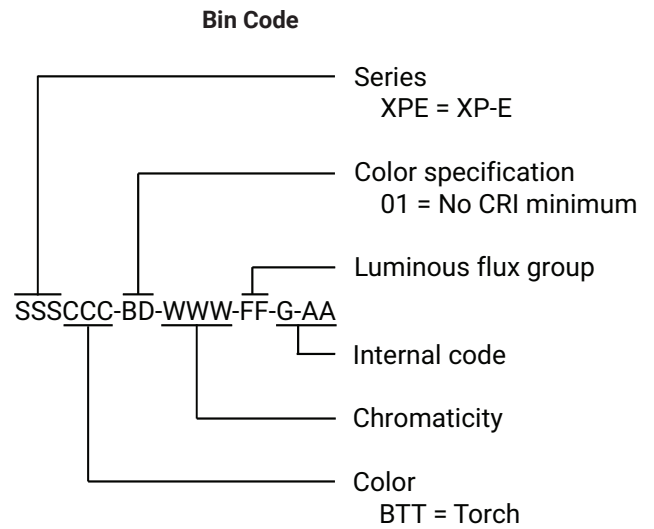 Bin Code
Series
XPE = XP-E
Color specification
01 = No CRI minimum
Luminous flux group
SSSCCC-BD-WWW-FF-G-AA
Internal code
Chromaticity
Color
BTT = Torch